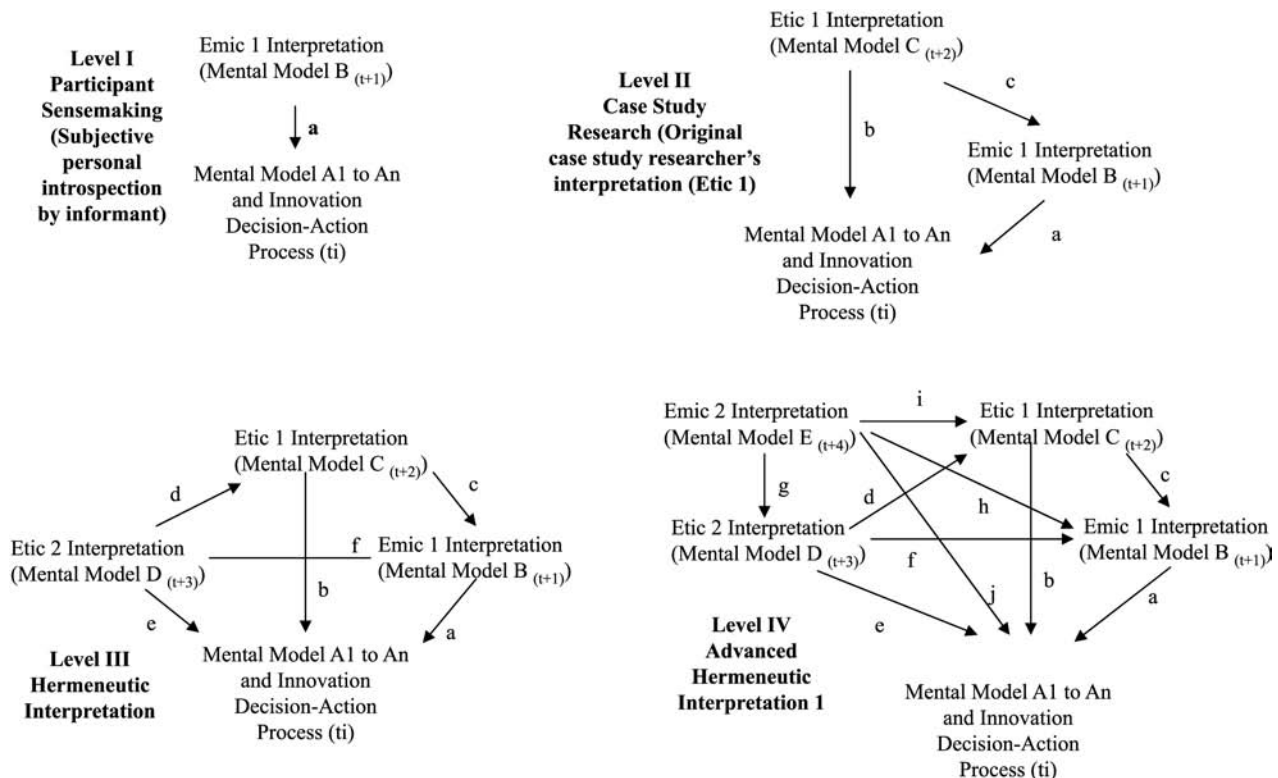 Level I
Participant
Sensemaking
(Subjective
personal
introspection
by informant)
Emic 1 Interpretation
(Mental Model B (t+1))
a
Mental Model A1 to An
and Innovation
Decision-Action
Process (ti)
Level II
Case Study
Research (Original
case study researcher's
interpretation (Etic 1)
Etic 1 Interpretation
(Mental Model C (t+2))
b
c
Emic 1 Interpretation
(Mental Model B (t+1))
a
Mental Model A1 to An
and Innovation
Decision-Action
Process (ti)
Etic 1 Interpretation
(Mental Model C (t+2))
d
c
Etic 2 Interpretation
(Mental Model D (t+3))
f
Emic 1 Interpretation
(Mental Model B (t+1))
b
e
a
Level III
Hermeneutic
Interpretation
Mental Model A1 to An
and Innovation
Decision-Action
Process (ti)
Emic 2 Interpretation
(Mental Model E (t+4))
i
Etic 1 Interpretation
(Mental Model C (t+2))
g
d
h
c
Etic 2 Interpretation
(Mental Model D (t+3))
f
Emic 1 Interpretation
(Mental Model B (t+1))
b
j
e
a
Level IV
Advanced
Hermeneutic
Interpretation 1
Mental Model A1 to An
and Innovation
Decision-Action
Process (ti)